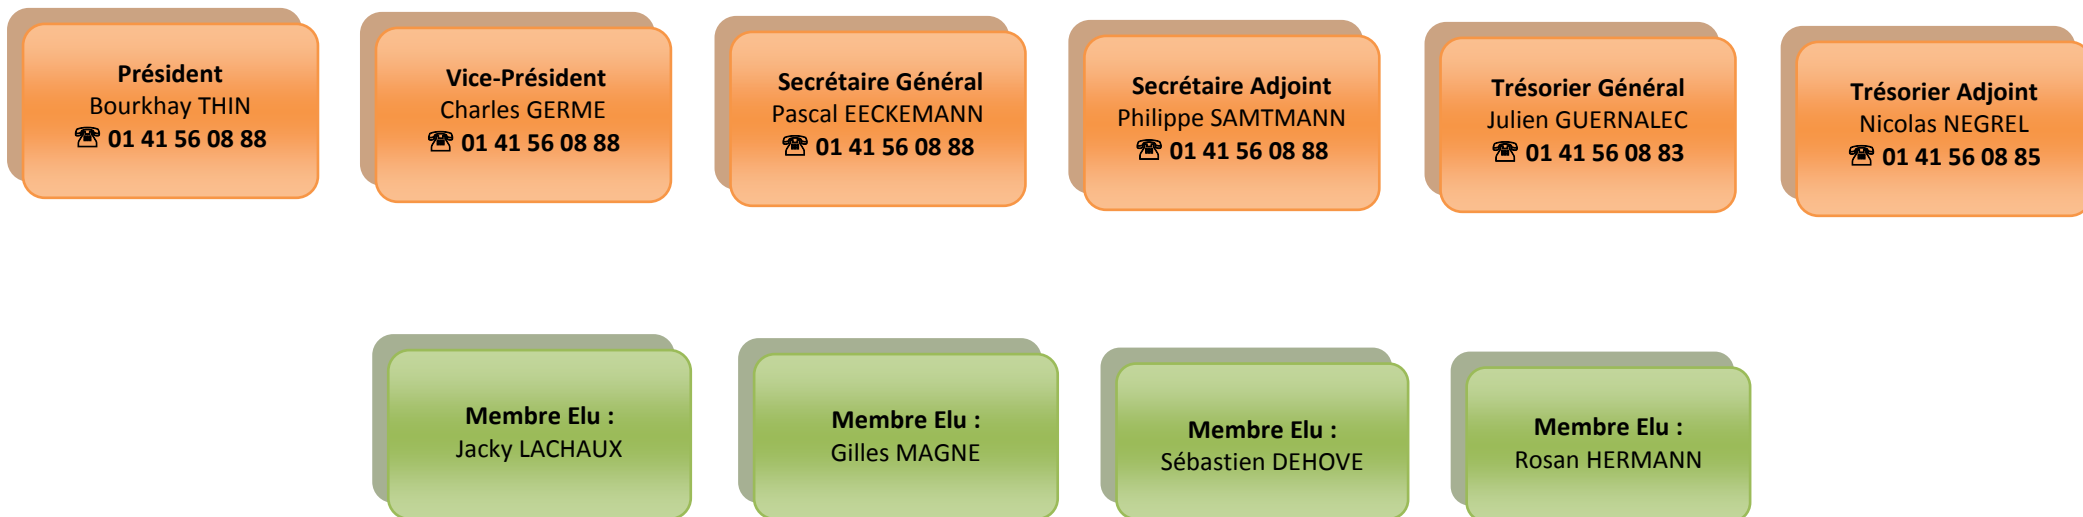 Président
Bourkhay THIN
☎ 01 41 56 08 88
Vice-Président
Charles GERME
☎ 01 41 56 08 88
Secrétaire Général
Pascal EECKEMANN
☎ 01 41 56 08 88
Secrétaire Adjoint
Philippe SAMTMANN
☎ 01 41 56 08 88
Trésorier Général
Julien GUERNALEC
☎ 01 41 56 08 83
Trésorier Adjoint
Nicolas NEGREL
☎ 01 41 56 08 85
Membre Elu :
Jacky LACHAUX
Membre Elu :
Gilles MAGNE
Membre Elu :
Sébastien DEHOVE
Membre Elu :
Rosan HERMANN